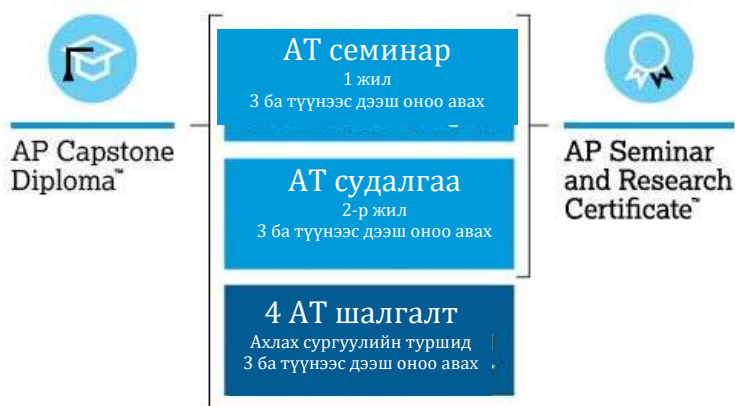 AP Capstone
Diploma™
АТ семинар
1 жил
3 ба түүнээс дээш оноо авах
АТ судалгаа
2-р жил
3 ба түүнээс дээш оноо авах
4 АТ шалгалт
Ахлах сургуулийн туршид
3 ба түүнээс дээш оноо авах
AP Seminar
and Research
Certificate™